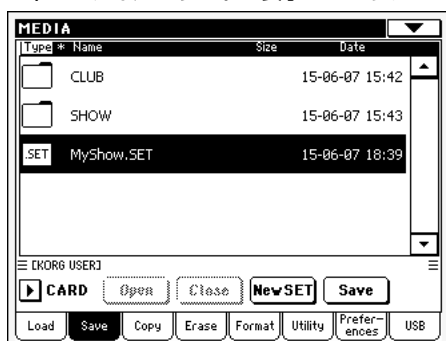 MEDIA
Type * Name Size Date
CLUB 15-06-07 15:42
SHOW 15-06-07 15:43
.SET MyShow.SET 15-06-07 18:39
[KORG USER]
CARD Open Close New SET Save
Load Save Copy Erase Format Utility Prefer-
ences USB